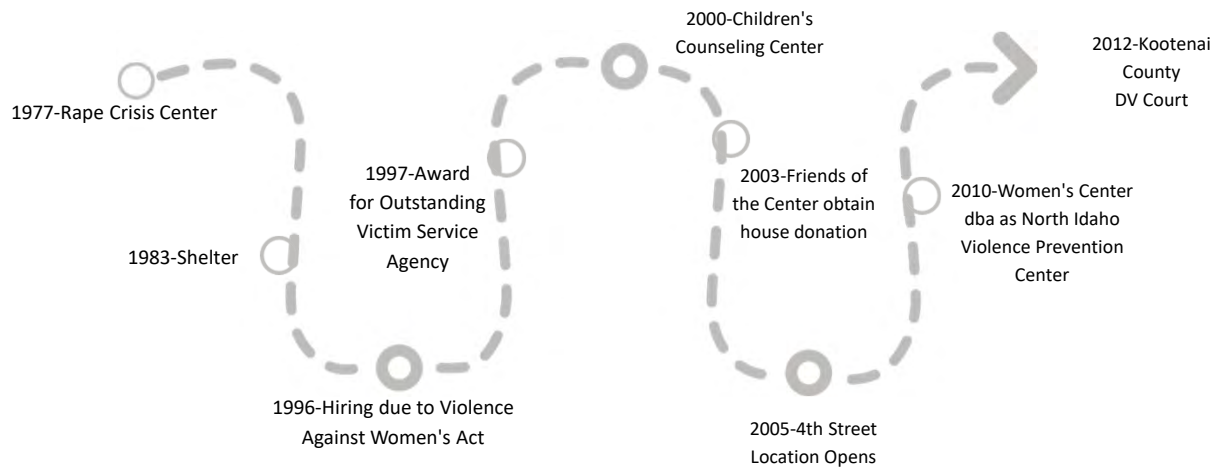 1977-Rape Crisis Center
1983-Shelter
1996-Hiring due to Violence
Against Women's Act
1997-Award
for Outstanding
Victim Service
Agency
2000-Children's
Counseling Center
2003-Friends of
the Center obtain
house donation
2005-4th Street
Location Opens
2010-Women's Center
dba as North Idaho
Violence Prevention
Center
2012-Kootenai
County
DV Court